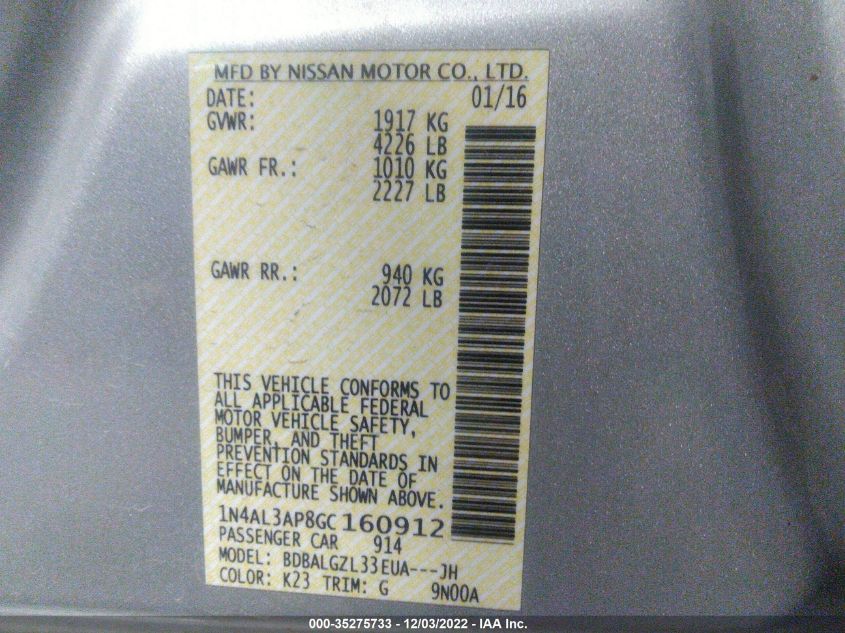 MFD BY NISSAN MOTOR CO., LTD.
DATE: 01/16
GVWR: 1917 KG
4226 LB
GAWR FR.: 1010 KG
2227 LB
GAWR RR.: 940 KG
2072 LB
THIS VEHICLE CONFORMS TO
ALL APPLICABLE FEDERAL
MOTOR VEHICLE SAFETY,
BUMPER, AND THEFT
PREVENTION STANDARDS IN
EFFECT ON THE DATE OF
MANUFACTURE SHOWN ABOVE.
1N4AL3AP8GC160912
PASSENGER CAR 914
MODEL: BDBALGZL33EUA---JH
COLOR: K23 TRIM: G 9N00A
000-35275733 - 12/03/2022 - IAA Inc.